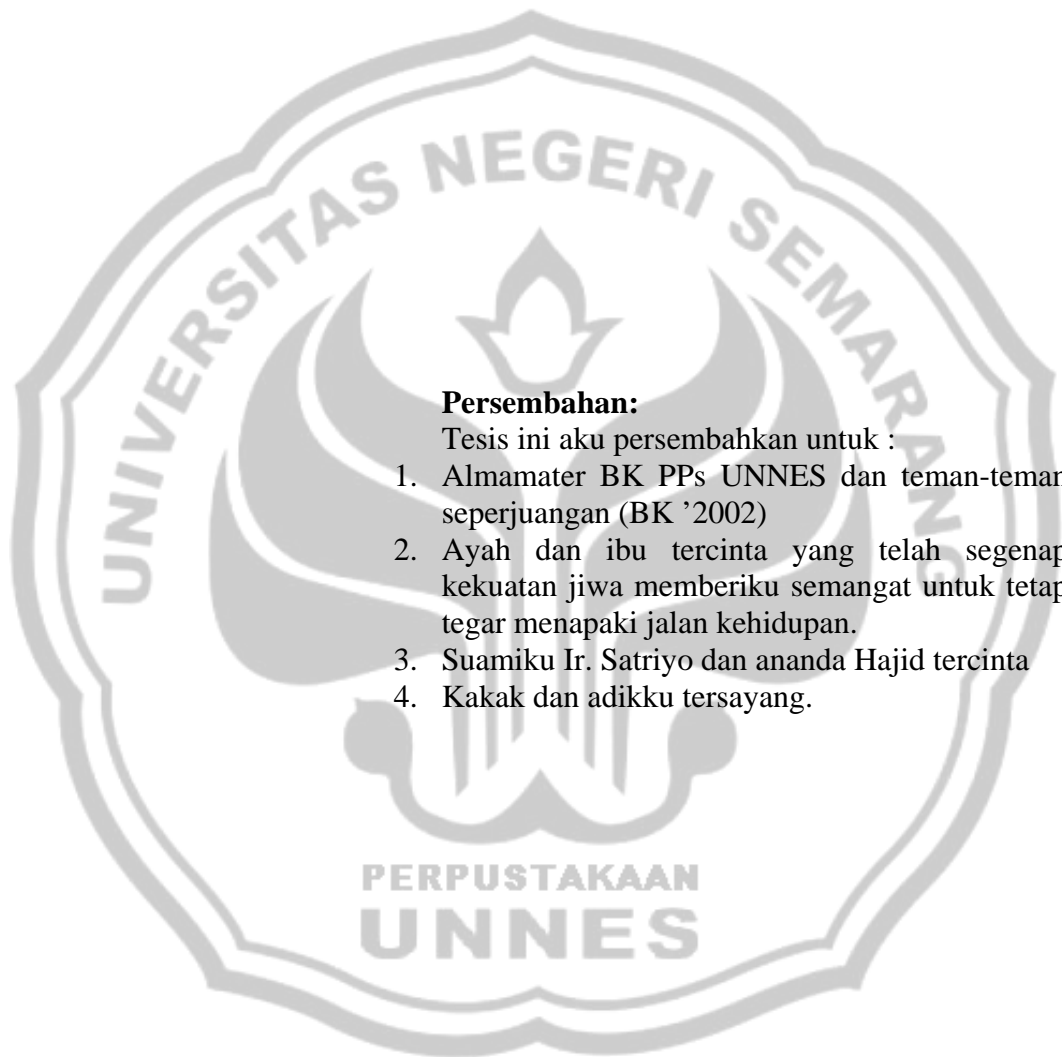 UNIVERSITAS NEGERI SEMARANG
Persembahan:
Tesis ini aku persembahkan untuk :
1. Almamater BK PPs UNNES dan teman-teman
seperjuangan (BK ’2002)
2. Ayah dan ibu tercinta yang telah segenap
kekuatan jiwa memberiku semangat untuk tetap
tegar menapaki jalan kehidupan.
3. Suamiku Ir. Satriyo dan ananda Hajid tercinta
4. Kakak dan adikku tersayang.
PERPUSTAKAAN
UNNES